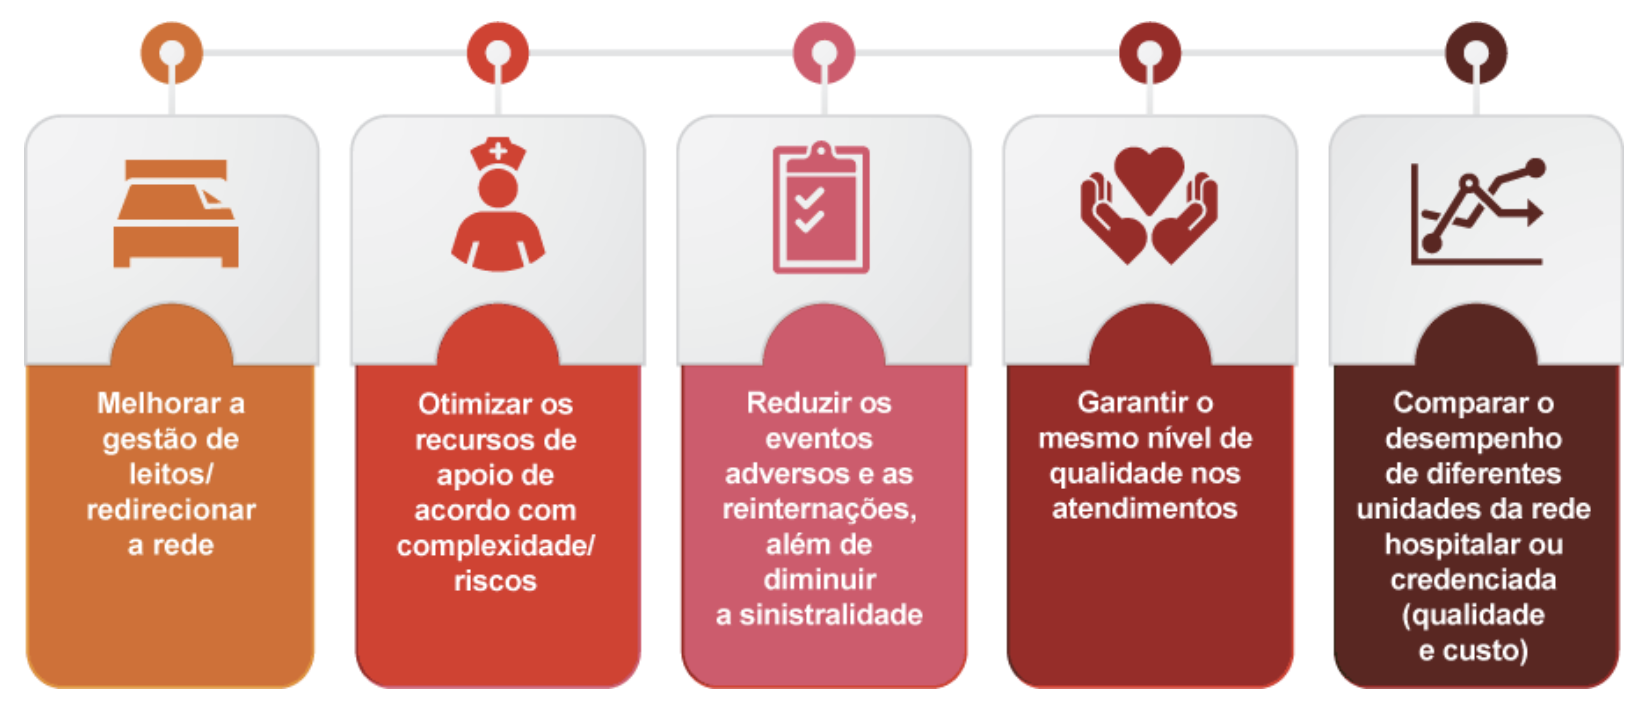 Melhorar a
gestão de
leitos/
redirecionar
a rede
Otimizar os
recursos de
apoio de
acordo com
complexidade/
riscos
Reduzir os
eventos
adversos e as
reinternações,
além de
diminuir
a sinistralidade
Garantir o
mesmo nível de
qualidade nos
atendimentos
Comparar o
desempenho
de diferentes
unidades da rede
hospitalar ou
credenciada
(qualidade
e custo)